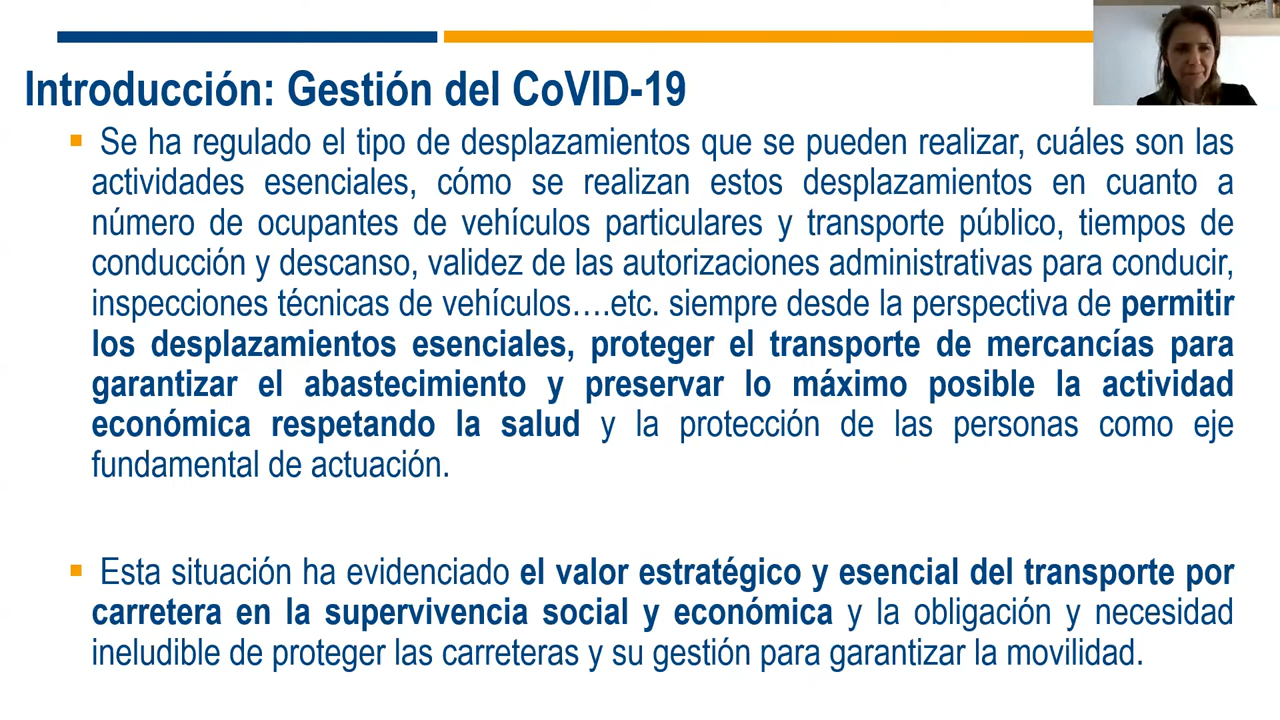 Introducción: Gestión del CoVID-19
Se ha regulado el tipo de desplazamientos que se pueden realizar, cuáles son las
actividades esenciales, cómo se realizan estos desplazamientos en cuanto a
número de ocupantes de vehículos particulares y transporte público, tiempos de
conducción y descanso, validez de las autorizaciones administrativas para conducir,
inspecciones técnicas de vehículos….etc. siempre desde la perspectiva de permitir
los desplazamientos esenciales, proteger el transporte de mercancías para
garantizar el abastecimiento y preservar lo máximo posible la actividad
económica respetando la salud y la protección de las personas como eje
fundamental de actuación.
Esta situación ha evidenciado el valor estratégico y esencial del transporte por
carretera en la supervivencia social y económica y la obligación y necesidad
ineludible de proteger las carreteras y su gestión para garantizar la movilidad.